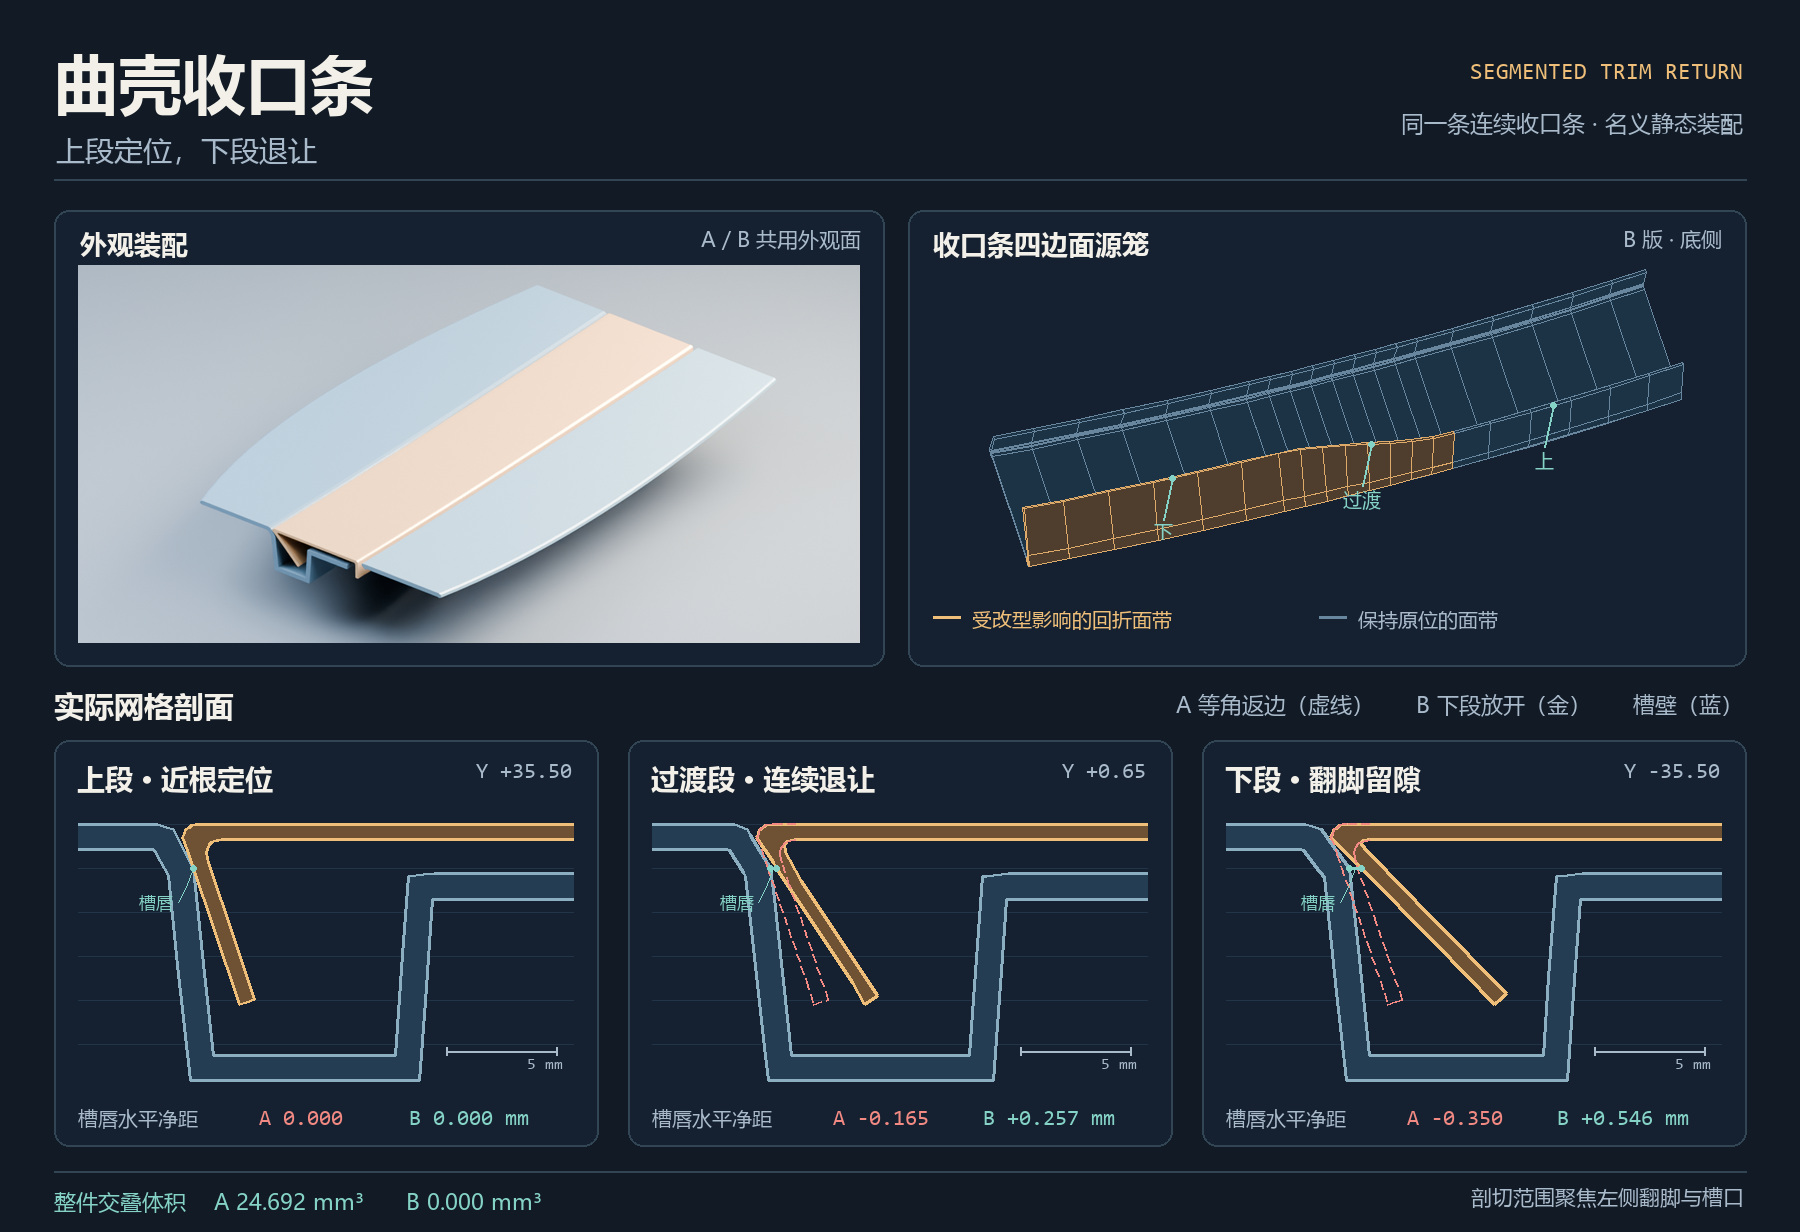 曲壳收口条
上段定位，下段退让
SEGMENTED TRIM RETURN
同一条连续收口条 · 名义静态装配
外观装配
A / B 共用外观面
收口条四边面源笼
B 版 · 底侧
上
过渡
下
受改型影响的回折面带
保持原位的面带
实际网格剖面
A 等角返边（虚线）
B 下段放开（金）
槽壁（蓝）
上段 • 近根定位
Y +35.50
槽唇
5 mm
槽唇水平净距
A 0.000
B 0.000 mm
过渡段 • 连续退让
Y +0.65
槽唇
5 mm
槽唇水平净距
A -0.165
B +0.257 mm
下段 • 翻脚留隙
Y -35.50
槽唇
5 mm
槽唇水平净距
A -0.350
B +0.546 mm
整件交叠体积
A 24.692 mm³
B 0.000 mm³
剖切范围聚焦左侧翻脚与槽口